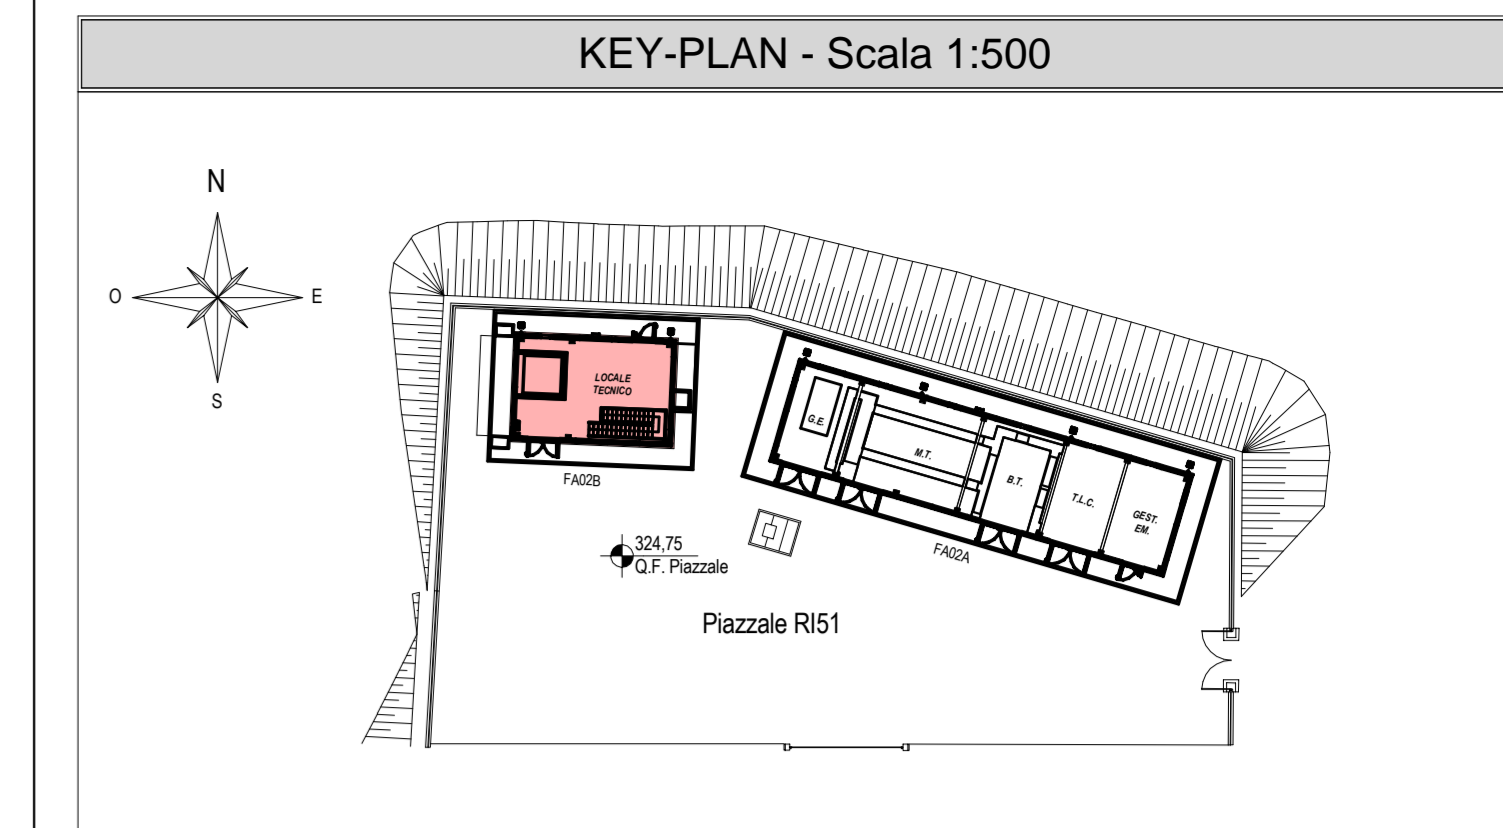 KEY-PLAN - Scala 1:500
N
O
E
S
LOCALE
TECNICO
FA02B
G.E.
M.T.
B.T.
T.L.C.
GEST.
EM.
FA02A
324,75
Q.F. Piazzale
Piazzale RI51